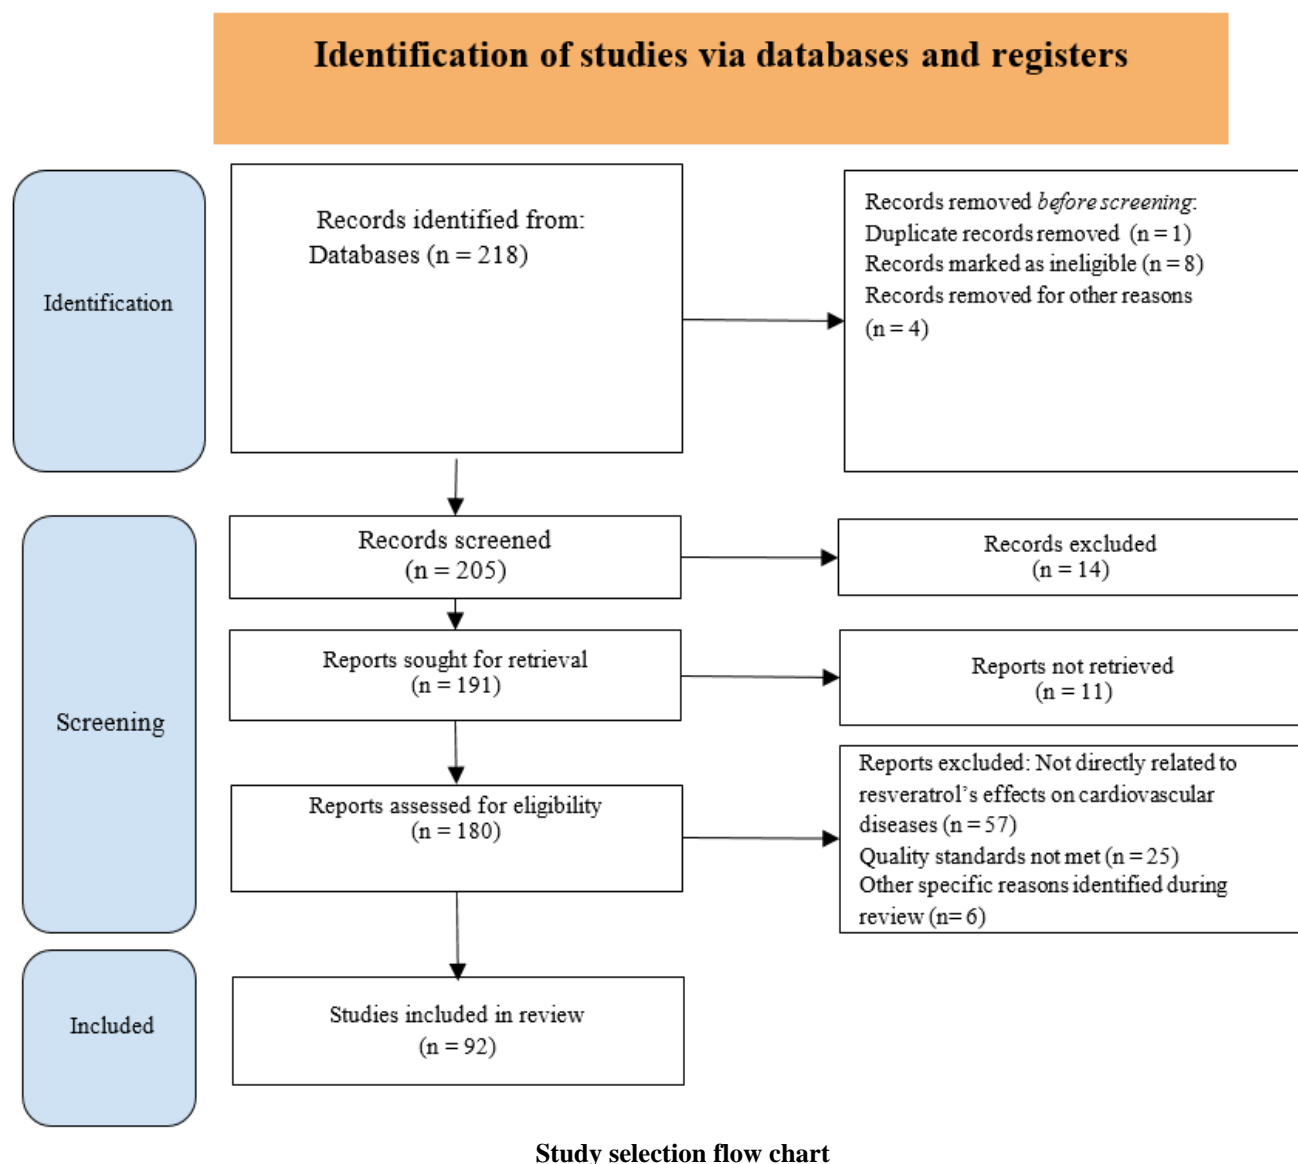 Identification of studies via databases and registers
Identification
Records identified from:
Databases (n = 218)
Records removed before screening:
Duplicate records removed (n = 1)
Records marked as ineligible (n = 8)
Records removed for other reasons
(n = 4)
Screening
Records screened
(n = 205)
Records excluded
(n = 14)
Reports sought for retrieval
(n = 191)
Reports not retrieved
(n = 11)
Reports assessed for eligibility
(n = 180)
Reports excluded: Not directly related to
resveratrol’s effects on cardiovascular
diseases (n = 57)
Quality standards not met (n = 25)
Other specific reasons identified during
review (n= 6)
Included
Studies included in review
(n = 92)
Study selection flow chart